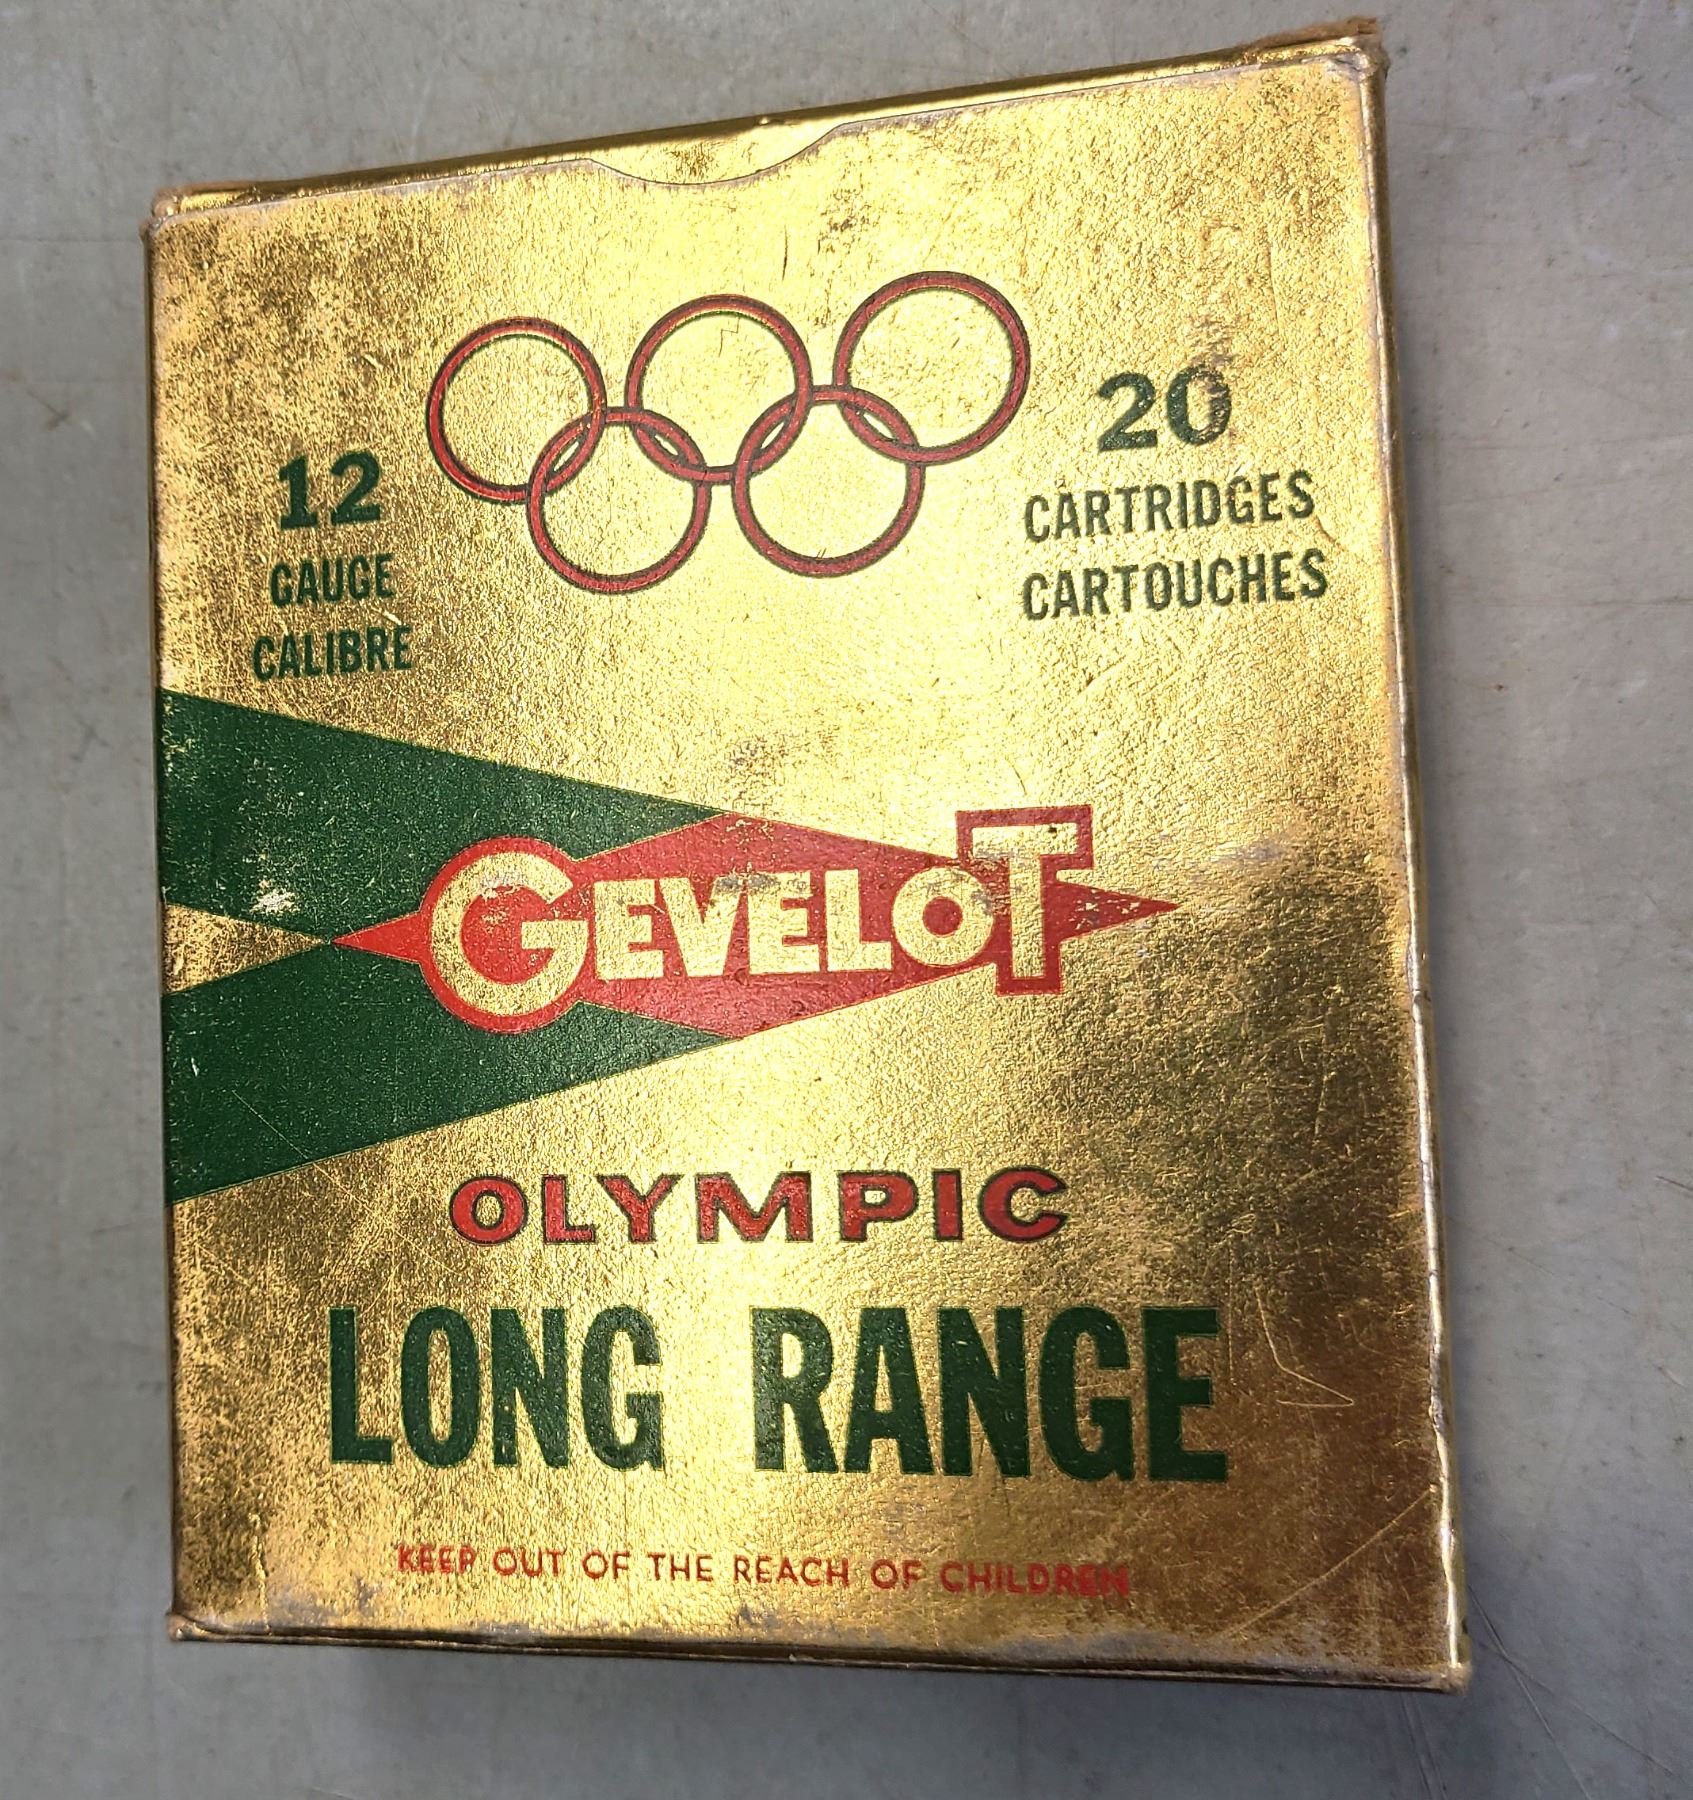 12
GAUGE
CALIBRE
20
CARTRIDGES
CARTOUCHES
GEVELOT
OLYMPIC
LONG RANGE
KEEP OUT OF THE REACH OF CHILDREN